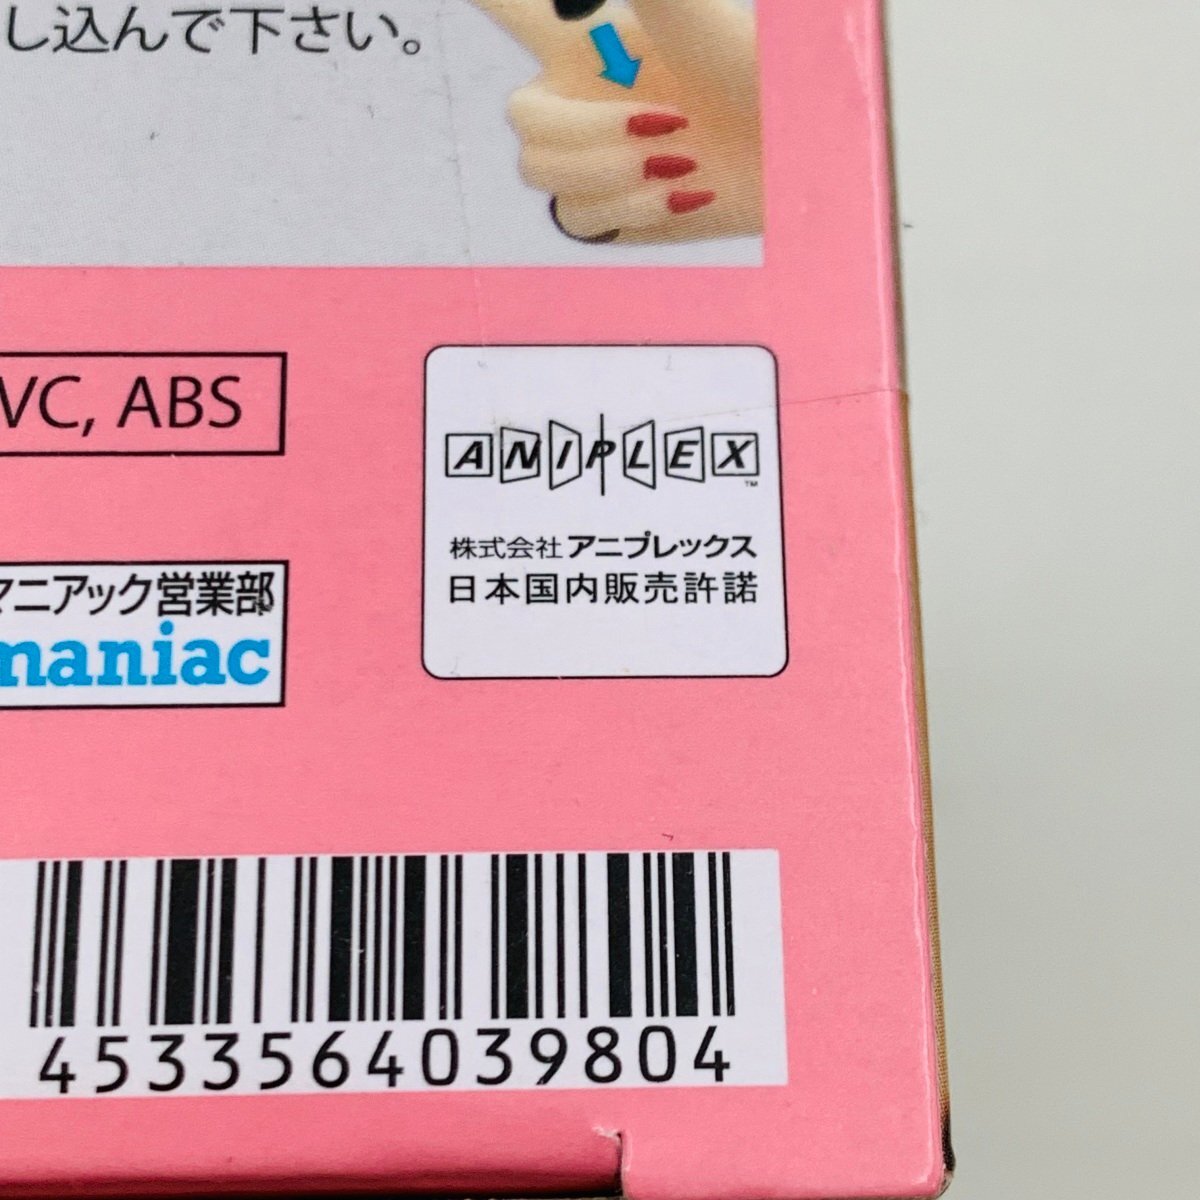 し込んで下さい。
VC, ABS
ANIPLEX
TM
株式会社 アニプレックス
日本国内販売許諾
マニアック営業部
maniac
4533564039804